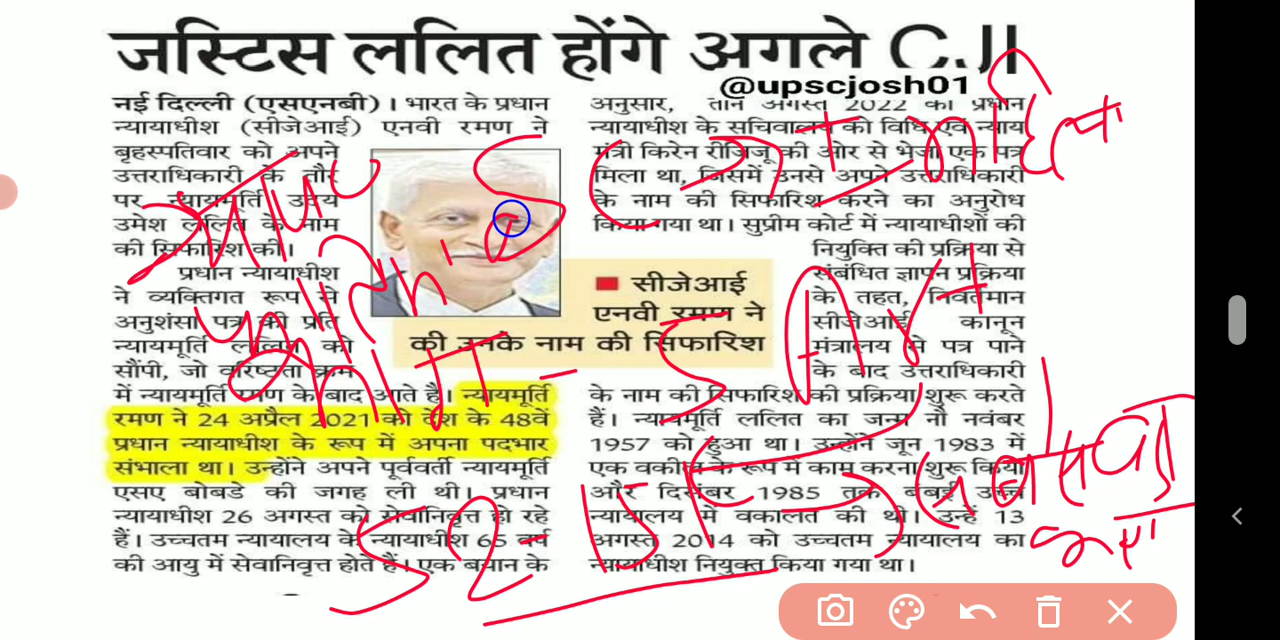 जस्टिस ललित होंगे अगले CJI
@upscjosh01
नई दिल्ली (एसएनबी)। भारत के प्रधान
न्यायाधीश (सीजेआई) एनवी रमण ने
बृहस्पतिवार को अपने
उत्तराधिकारी के तौर
पर न्यायमूर्ति उदय
उमेश ललित के नाम
की सिफारिश की।
प्रधान न्यायाधीश
ने व्यक्तिगत रूप से
अनुशंसा पत्र की प्रति
न्यायमूर्ति ललित को
सौंपी, जो वरिष्ठता क्रम
में न्यायमूर्ति रमण के बाद आते हैं। न्यायमूर्ति
रमण ने 24 अप्रैल 2021 को देश के 48वें
प्रधान न्यायाधीश के रूप में अपना पदभार
संभाला था। उन्होंने अपने पूर्ववर्ती न्यायमूर्ति
एसए बोबडे की जगह ली थी। प्रधान
न्यायाधीश 26 अगस्त को सेवानिवृत्त हो रहे
हैं। उच्चतम न्यायालय के न्यायाधीश 65 वर्ष
की आयु में सेवानिवृत्त होते हैं। एक बयान के
अनुसार, तीन अगस्त 2022 को प्रधान
न्यायाधीश के सचिवालय को विधि एवं न्याय
मंत्री किरेन रीजिजू की ओर से भेजा एक पत्र
मिला था, जिसमें उनसे अपने उत्तराधिकारी
के नाम की सिफारिश करने का अनुरोध
किया गया था। सुप्रीम कोर्ट में न्यायाधीशों की
नियुक्ति की प्रक्रिया से
संबंधित ज्ञापन प्रक्रिया
के तहत, निवर्तमान
सीजेआई कानून
मंत्रालय से पत्र पाने
के बाद उत्तराधिकारी
के नाम की सिफारिश की प्रक्रिया शुरू करते
हैं। न्यायमूर्ति ललित का जन्म नौ नवंबर
1957 को हुआ था। उन्होंने जून 1983 में
एक वकील के रूप में काम करना शुरू किया
और दिसंबर 1985 तक बंबई उच्च
न्यायालय में वकालत की थी। उन्हें 13
अगस्त 2014 को उच्चतम न्यायालय का
न्यायाधीश नियुक्त किया गया था।
सीजेआई
एनवी रमण ने
की उनके नाम की सिफारिश
52